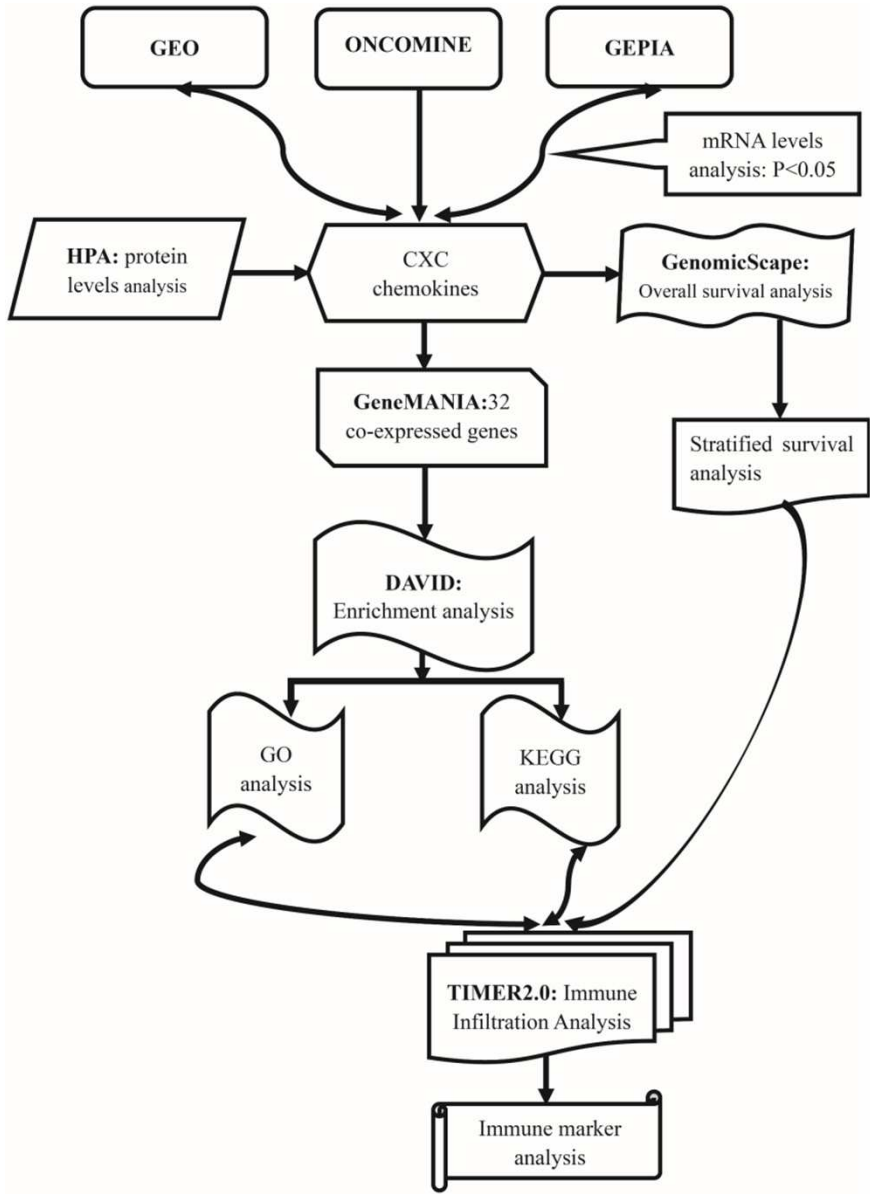 GEO
ONCOMINE
GEPIA
mRNA levels
analysis: P<0.05
HPA: protein
levels analysis
CXC
chemokines
GenomicScape:
Overall survival analysis
GeneMANIA:32
co-expressed genes
Stratified survival
analysis
DAVID:
Enrichment analysis
GO
analysis
KEGG
analysis
TIMER2.0: Immune
Infiltration Analysis
Immune marker
analysis